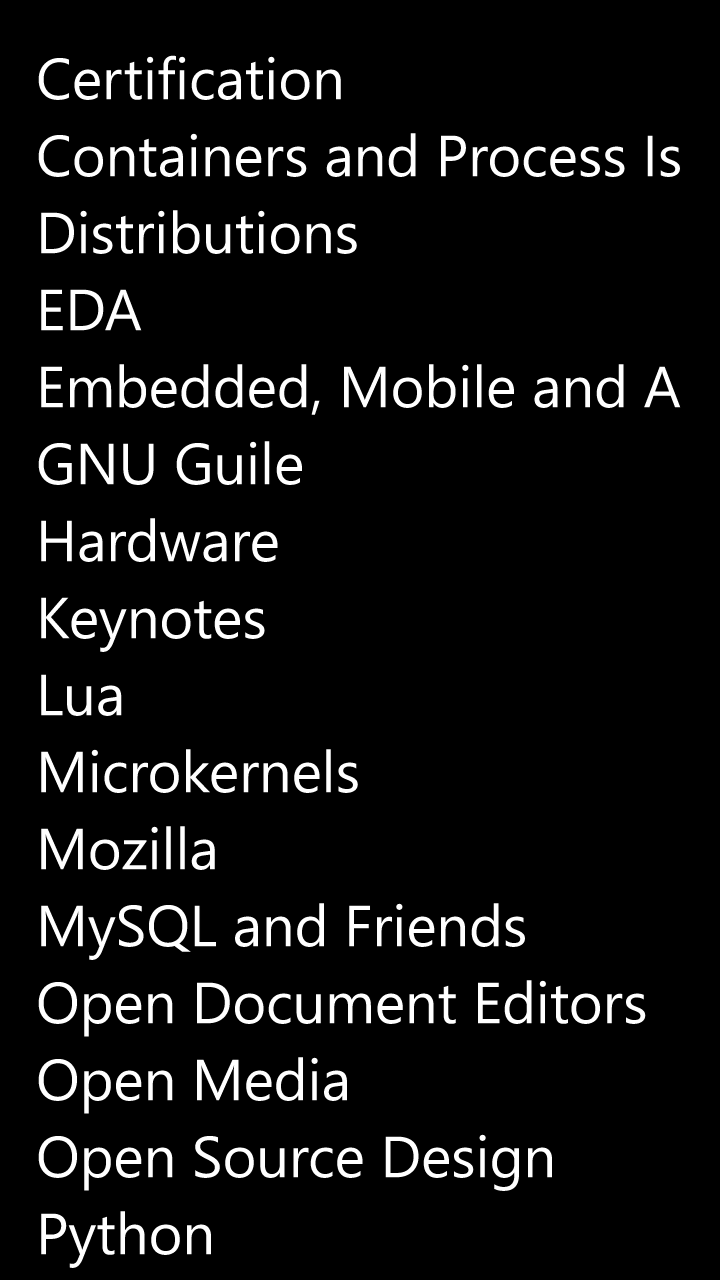 Certification
Containers and Process Is
Distributions
EDA
Embedded, Mobile and A
GNU Guile
Hardware
Keynotes
Lua
Microkernels
Mozilla
MySQL and Friends
Open Document Editors
Open Media
Open Source Design
Python